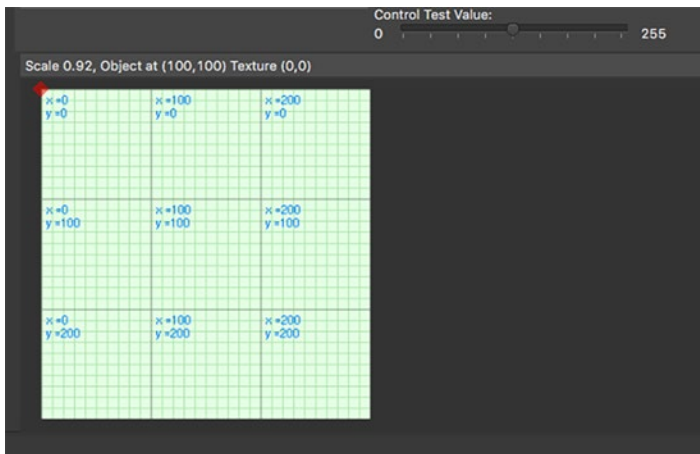 Control Test Value:
0 255
Scale 0.92, Object at (100,100) Texture (0,0)
x =0 x =100 x =200
y =0 y =0 y =0
x =0 x =100 x =200
y =100 y =100 y =100
x =0 x =100 x =200
y =200 y =200 y =200